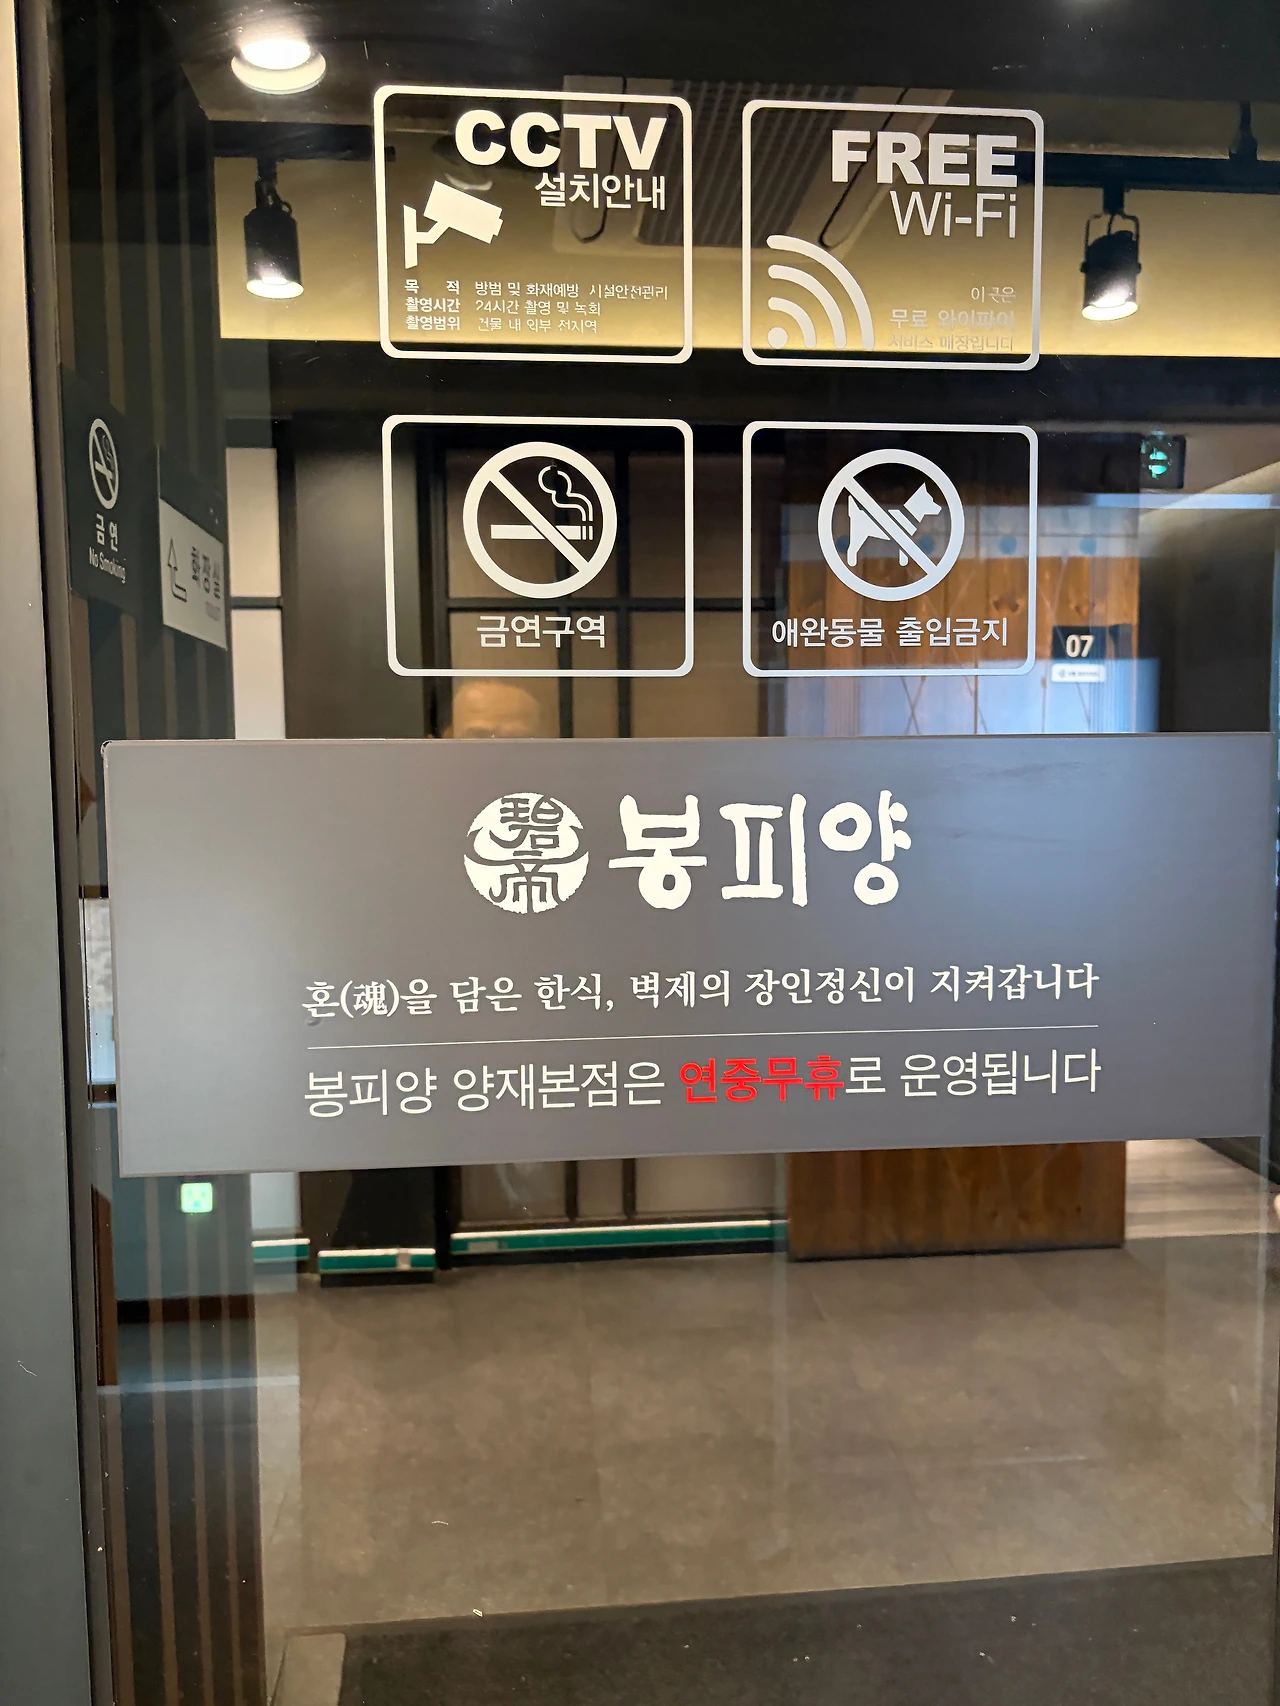 CCTV
설치안내
목 적 방범 및 화재예방 시설안전관리
촬영시간 24시간 촬영 및 녹화
촬영범위 건물 내 외부 전지역
FREE
Wi-Fi
이곳은
무료 와이파이
서비스 매장입니다
금연
No Smoking
화장실
금연구역
애완동물 출입금지
07
碧帝 봉피양
혼(魂)을 담은 한식, 벽제의 장인정신이 지켜갑니다
봉피양 양재본점은 연중무휴로 운영됩니다